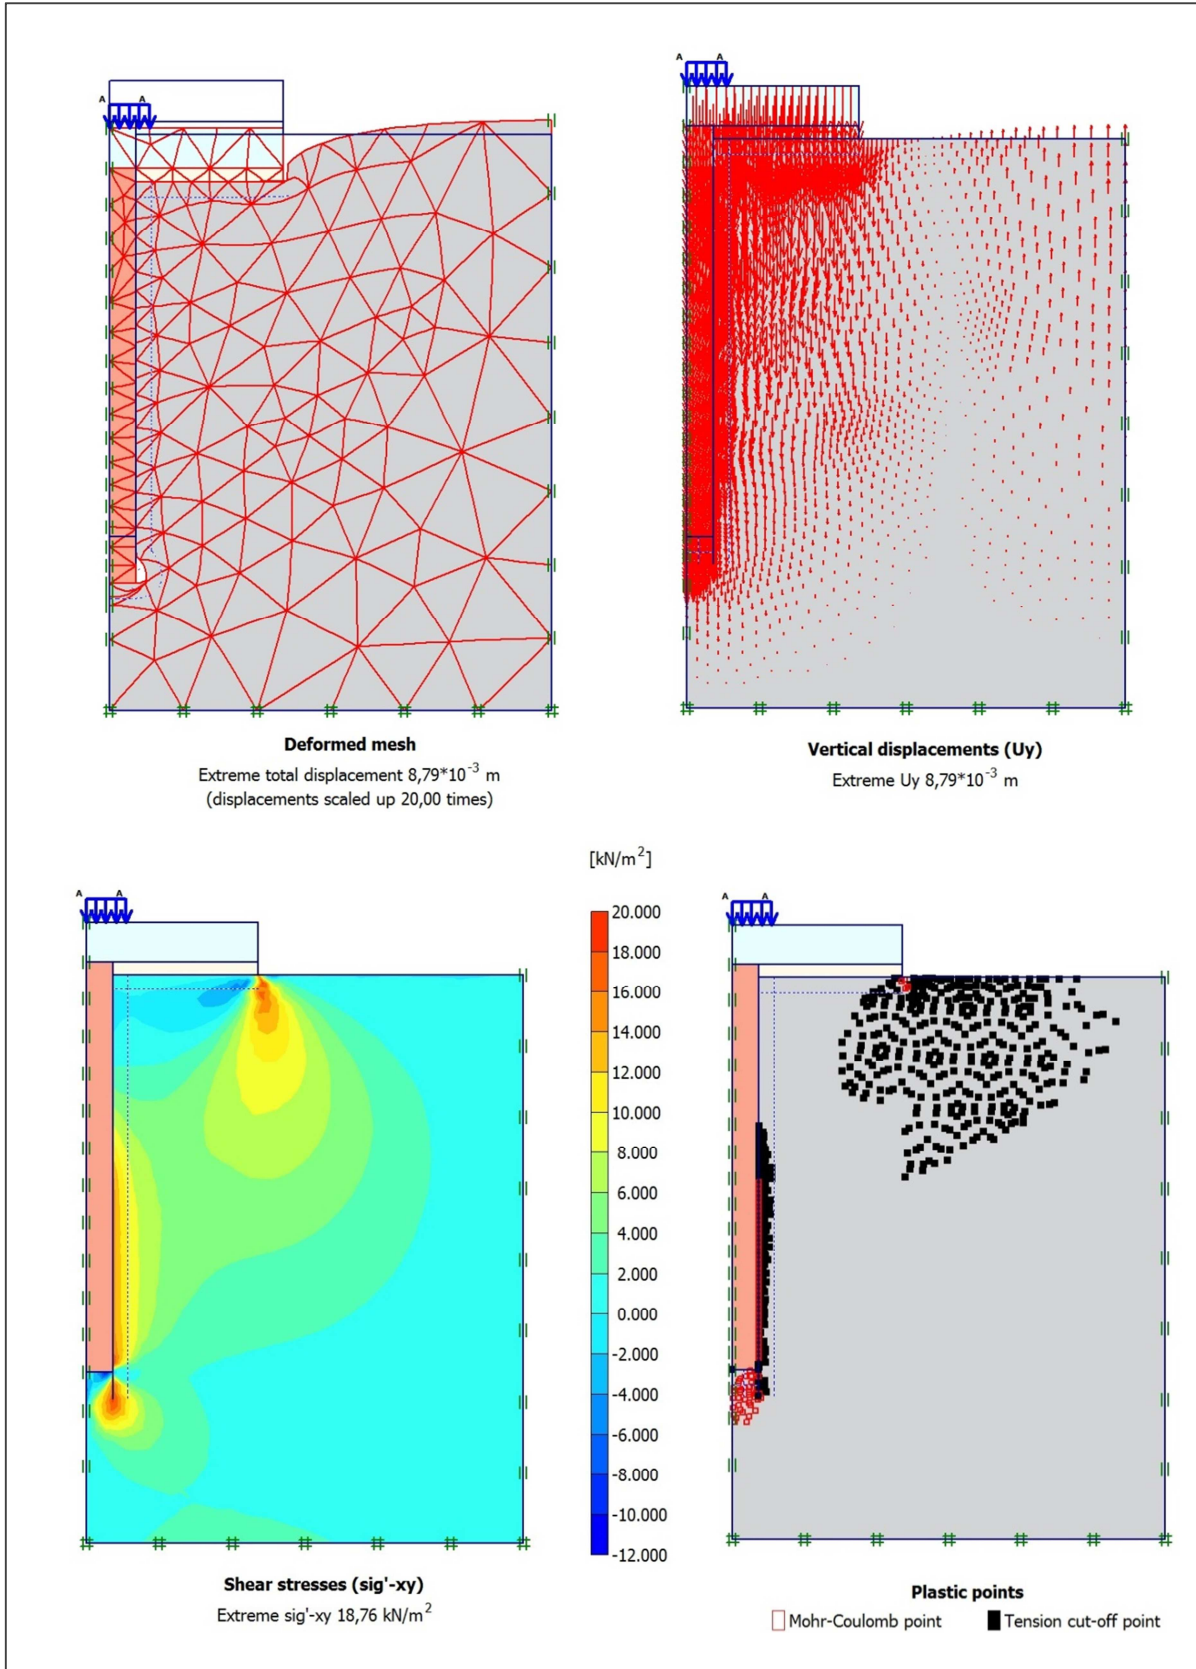 A A
A A
Deformed mesh
Extreme total displacement 8,79*10⁻³ m
(displacements scaled up 20,00 times)
Vertical displacements (Uy)
Extreme Uy 8,79*10⁻³ m
[kN/m²]
A A
A A
20.000
18.000
16.000
14.000
12.000
10.000
8.000
6.000
4.000
2.000
0.000
-2.000
-4.000
-6.000
-8.000
-10.000
-12.000
Shear stresses (sig'-xy)
Extreme sig'-xy 18,76 kN/m²
Plastic points
Mohr-Coulomb point Tension cut-off point